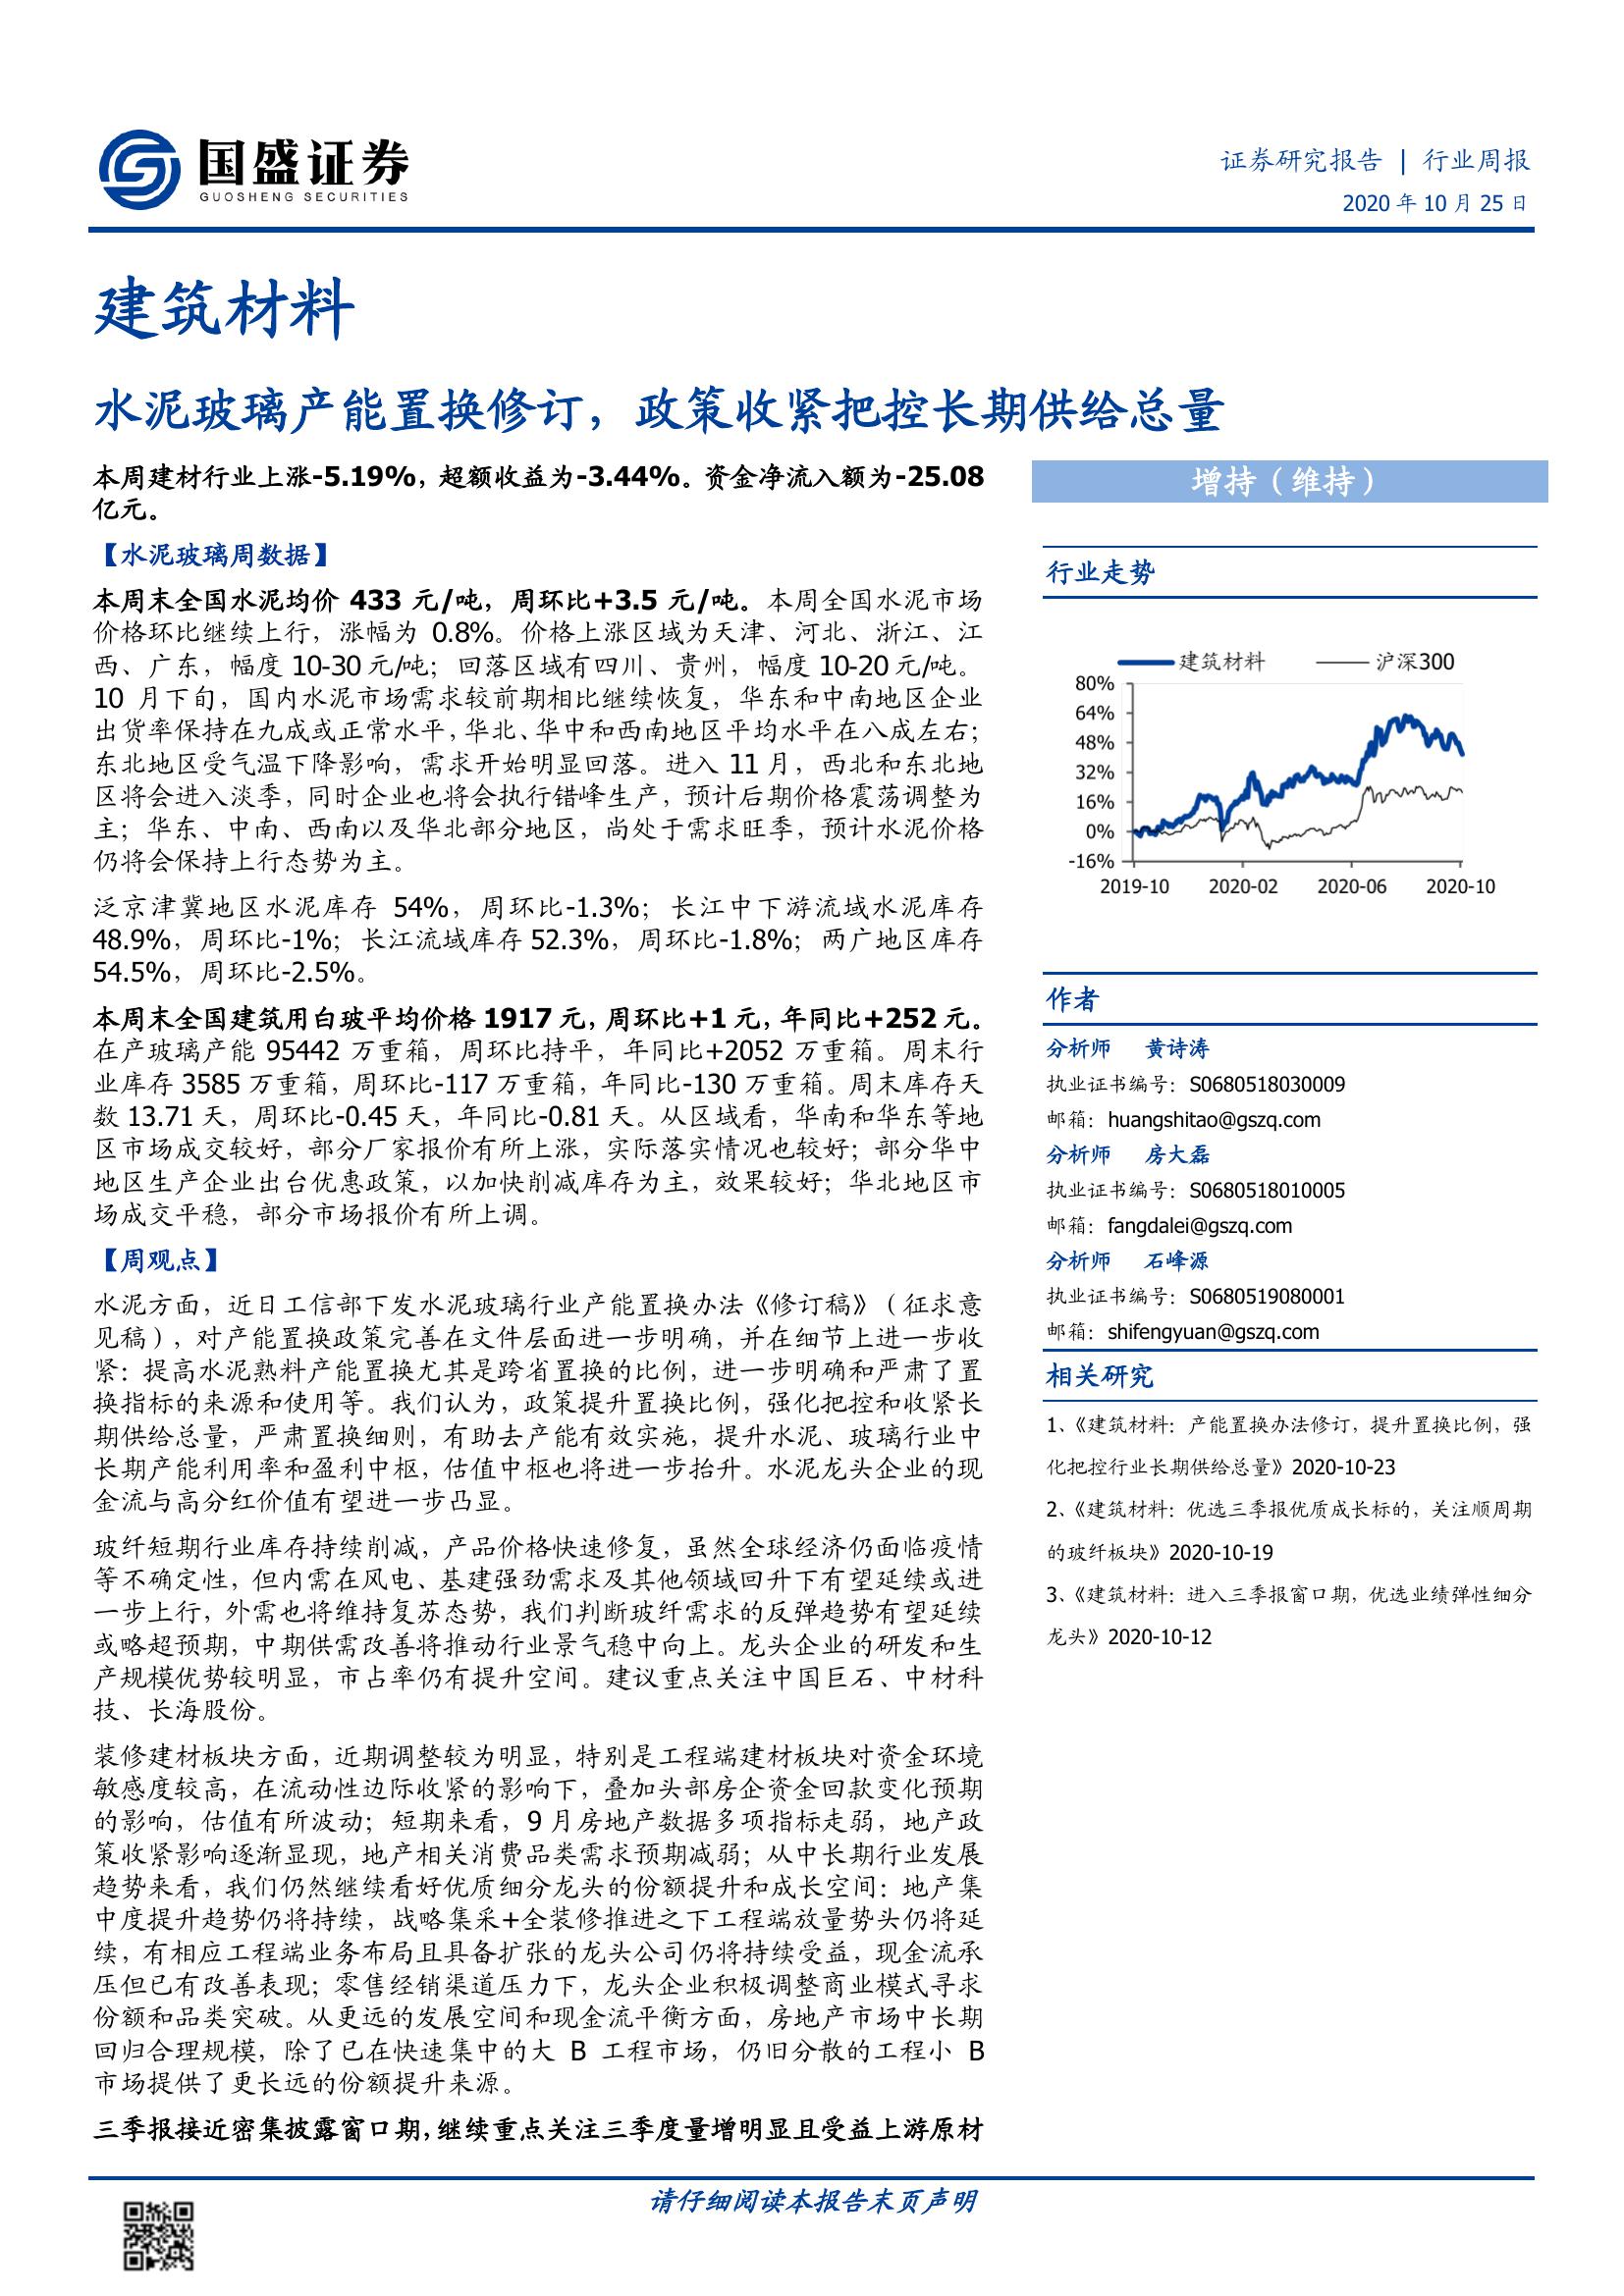 国盛证券
GUOSHENG SECURITIES
证券研究报告 | 行业周报
2020 年 10 月 25 日
建筑材料
水泥玻璃产能置换修订，政策收紧把控长期供给总量
本周建材行业上涨-5.19%，超额收益为-3.44%。资金净流入额为-25.08
亿元。
【水泥玻璃周数据】
本周末全国水泥均价 433 元/吨，周环比+3.5 元/吨。本周全国水泥市场
价格环比继续上行，涨幅为 0.8%。价格上涨区域为天津、河北、浙江、江
西、广东，幅度 10-30 元/吨；回落区域有四川、贵州，幅度 10-20 元/吨。
10 月下旬，国内水泥市场需求较前期相比继续恢复，华东和中南地区企业
出货率保持在九成或正常水平，华北、华中和西南地区平均水平在八成左右；
东北地区受气温下降影响，需求开始明显回落。进入 11 月，西北和东北地
区将会进入淡季，同时企业也将会执行错峰生产，预计后期价格震荡调整为
主；华东、中南、西南以及华北部分地区，尚处于需求旺季，预计水泥价格
仍将会保持上行态势为主。
泛京津冀地区水泥库存 54%，周环比-1.3%；长江中下游流域水泥库存
48.9%，周环比-1%；长江流域库存 52.3%，周环比-1.8%；两广地区库存
54.5%，周环比-2.5%。
本周末全国建筑用白玻平均价格 1917 元，周环比+1 元，年同比+252 元。
在产玻璃产能 95442 万重箱，周环比持平，年同比+2052 万重箱。周末行
业库存 3585 万重箱，周环比-117 万重箱，年同比-130 万重箱。周末库存天
数 13.71 天，周环比-0.45 天，年同比-0.81 天。从区域看，华南和华东等地
区市场成交较好，部分厂家报价有所上涨，实际落实情况也较好；部分华中
地区生产企业出台优惠政策，以加快削减库存为主，效果较好；华北地区市
场成交平稳，部分市场报价有所上调。
【周观点】
水泥方面，近日工信部下发水泥玻璃行业产能置换办法《修订稿》（征求意
见稿），对产能置换政策完善在文件层面进一步明确，并在细节上进一步收
紧：提高水泥熟料产能置换尤其是跨省置换的比例，进一步明确和严肃了置
换指标的来源和使用等。我们认为，政策提升置换比例，强化把控和收紧长
期供给总量，严肃置换细则，有助去产能有效实施，提升水泥、玻璃行业中
长期产能利用率和盈利中枢，估值中枢也将进一步抬升。水泥龙头企业的现
金流与高分红价值有望进一步凸显。
玻纤短期行业库存持续削减，产品价格快速修复，虽然全球经济仍面临疫情
等不确定性，但内需在风电、基建强劲需求及其他领域回升下有望延续或进
一步上行，外需也将维持复苏态势，我们判断玻纤需求的反弹趋势有望延续
或略超预期，中期供需改善将推动行业景气稳中向上。龙头企业的研发和生
产规模优势较明显，市占率仍有提升空间。建议重点关注中国巨石、中材科
技、长海股份。
装修建材板块方面，近期调整较为明显，特别是工程端建材板块对资金环境
敏感度较高，在流动性边际收紧的影响下，叠加头部房企资金回款变化预期
的影响，估值有所波动；短期来看，9 月房地产数据多项指标走弱，地产政
策收紧影响逐渐显现，地产相关消费品类需求预期减弱；从中长期行业发展
趋势来看，我们仍然继续看好优质细分龙头的份额提升和成长空间：地产集
中度提升趋势仍将持续，战略集采+全装修推进之下工程端放量势头仍将延
续，有相应工程端业务布局且具备扩张的龙头公司仍将持续受益，现金流承
压但已有改善表现；零售经销渠道压力下，龙头企业积极调整商业模式寻求
份额和品类突破。从更远的发展空间和现金流平衡方面，房地产市场中长期
回归合理规模，除了已在快速集中的大 B 工程市场，仍旧分散的工程小 B
市场提供了更长远的份额提升来源。
三季报接近密集披露窗口期，继续重点关注三季度量增明显且受益上游原材
增持（维持）
行业走势
建筑材料 沪深300
80%
64%
48%
32%
16%
0%
-16%
2019-10 2020-02 2020-06 2020-10
作者
分析师 黄诗涛
执业证书编号：S0680518030009
邮箱：huangshitao@gszq.com
分析师 房大磊
执业证书编号：S0680518010005
邮箱：fangdalei@gszq.com
分析师 石峰源
执业证书编号：S0680519080001
邮箱：shifengyuan@gszq.com
相关研究
1、《建筑材料：产能置换办法修订，提升置换比例，强
化把控行业长期供给总量》2020-10-23
2、《建筑材料：优选三季报优质成长标的，关注顺周期
的玻纤板块》2020-10-19
3、《建筑材料：进入三季报窗口期，优选业绩弹性细分
龙头》2020-10-12
请仔细阅读本报告末页声明